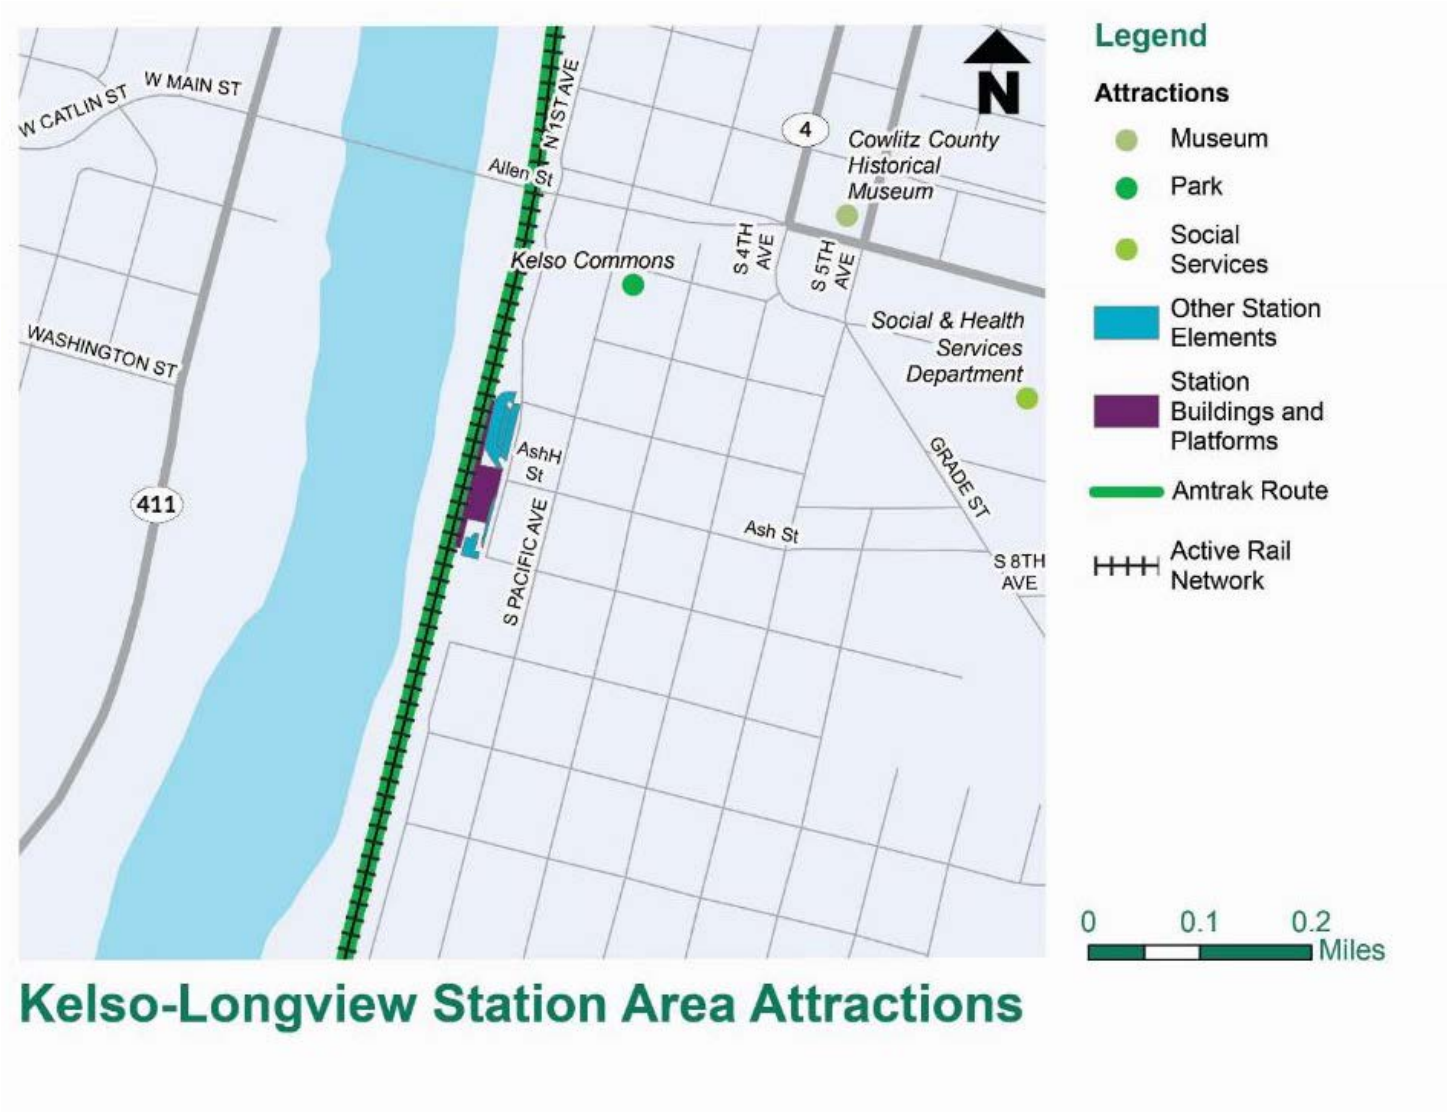 W CATLIN ST
W MAIN ST
N 1ST AVE
Allen St
4
N
Cowlitz County
Historical
Museum
S 4TH
AVE
S 5TH
AVE
Kelso Commons
Social & Health
Services
Department
WASHINGTON ST
411
AshH
St
S PACIFIC AVE
Ash St
GRADE ST
S 8TH
AVE
Legend
Attractions
Museum
Park
Social
Services
Other Station
Elements
Station
Buildings and
Platforms
Amtrak Route
Active Rail
Network
0 0.1 0.2
Miles
Kelso-Longview Station Area Attractions